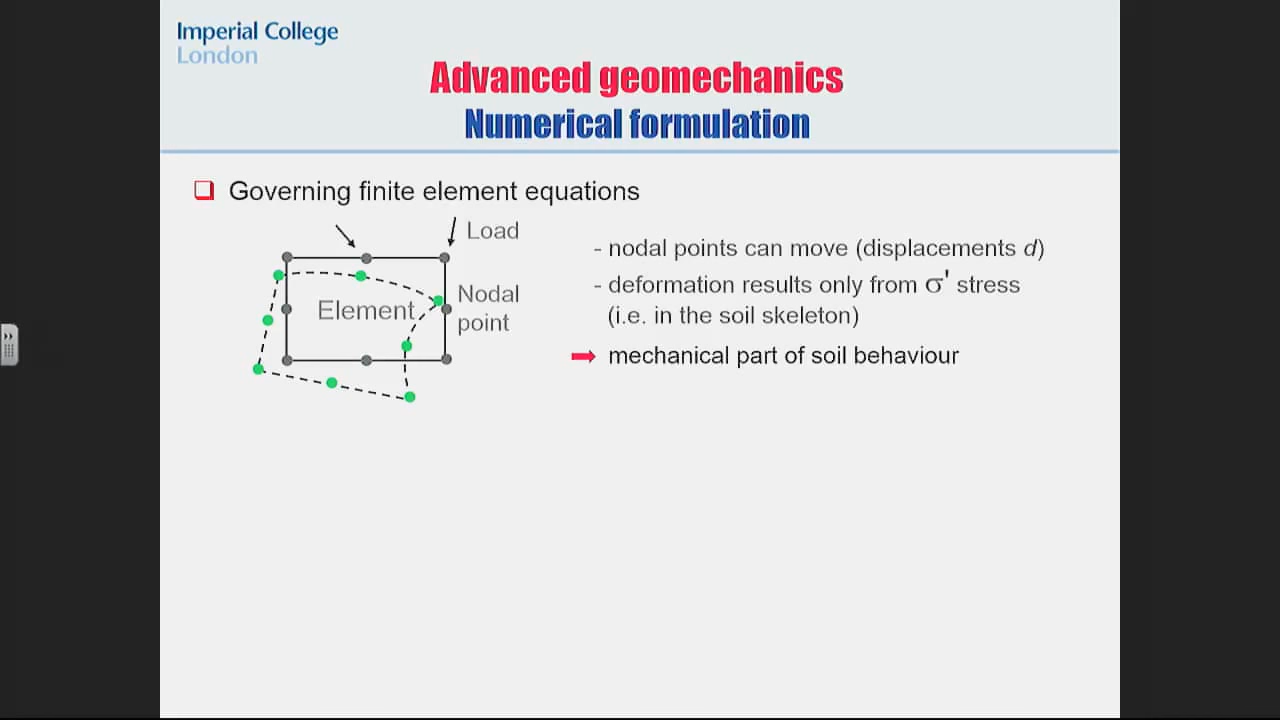 Imperial College
London
Advanced geomechanics
Numerical formulation
Governing finite element equations
Load
Element
Nodal
point
- nodal points can move (displacements d)
- deformation results only from σ' stress
(i.e. in the soil skeleton)
mechanical part of soil behaviour